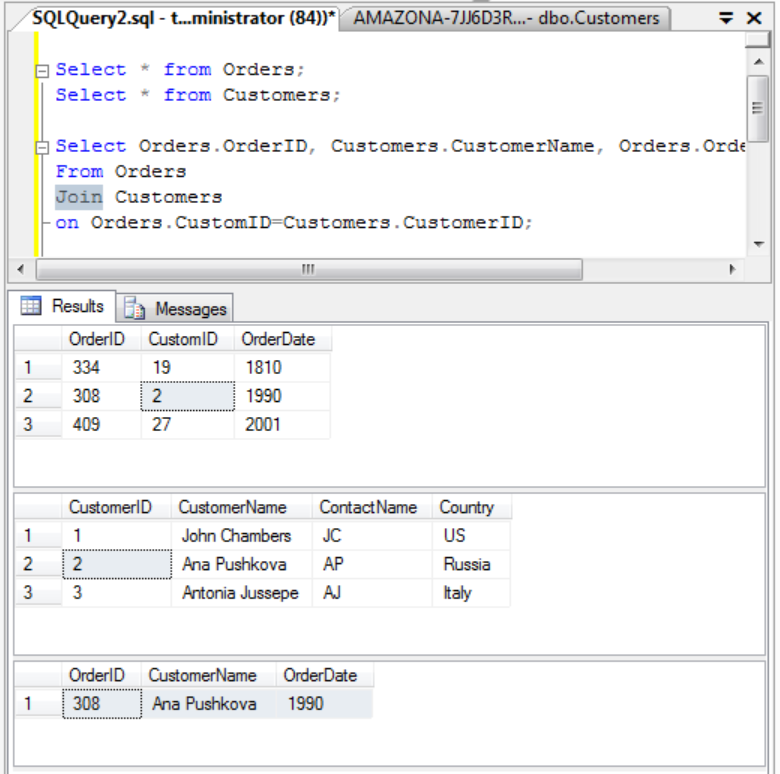 SQLQuery2.sql - t...ministrator (84))* AMAZONA-7JJ6D3R...- dbo.Customers
Select * from Orders;
Select * from Customers;
Select Orders.OrderID, Customers.CustomerName, Orders.Orde
From Orders
Join Customers
on Orders.CustomID=Customers.CustomerID;
Results Messages
OrderID CustomID OrderDate
1 334 19 1810
2 308 2 1990
3 409 27 2001
CustomerID CustomerName ContactName Country
1 1 John Chambers JC US
2 2 Ana Pushkova AP Russia
3 3 Antonia Jussepe AJ Italy
OrderID CustomerName OrderDate
1 308 Ana Pushkova 1990